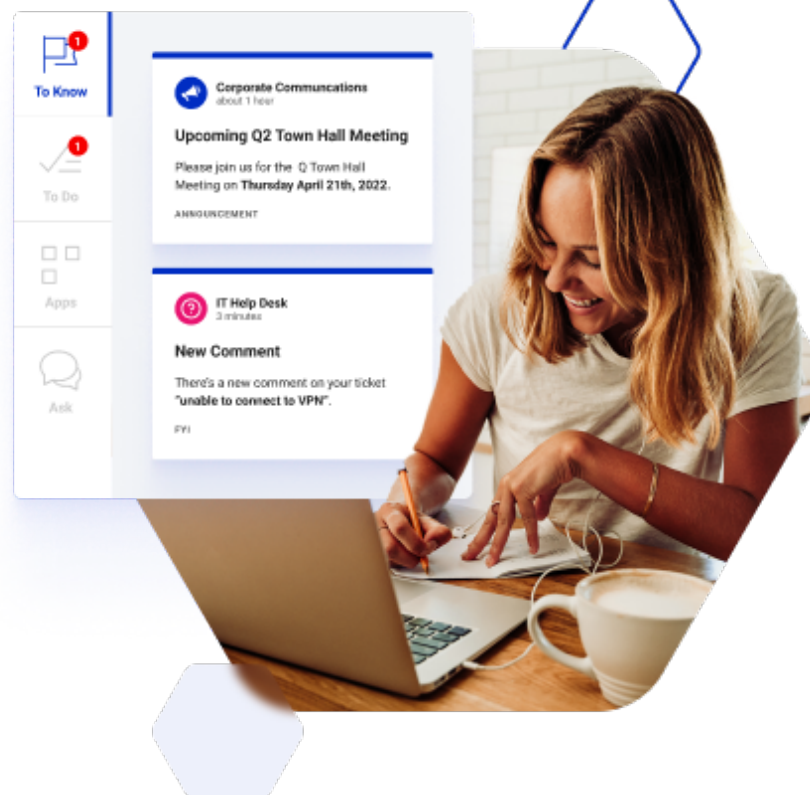 1
To Know
1
To Do
Apps
Ask
Corporate Communcations
about 1 hour
Upcoming Q2 Town Hall Meeting
Please join us for the Q Town Hall
Meeting on Thursday April 21th, 2022.
ANNOUNCEMENT
IT Help Desk
3 minutes
New Comment
There's a new comment on your ticket
"unable to connect to VPN".
FYI